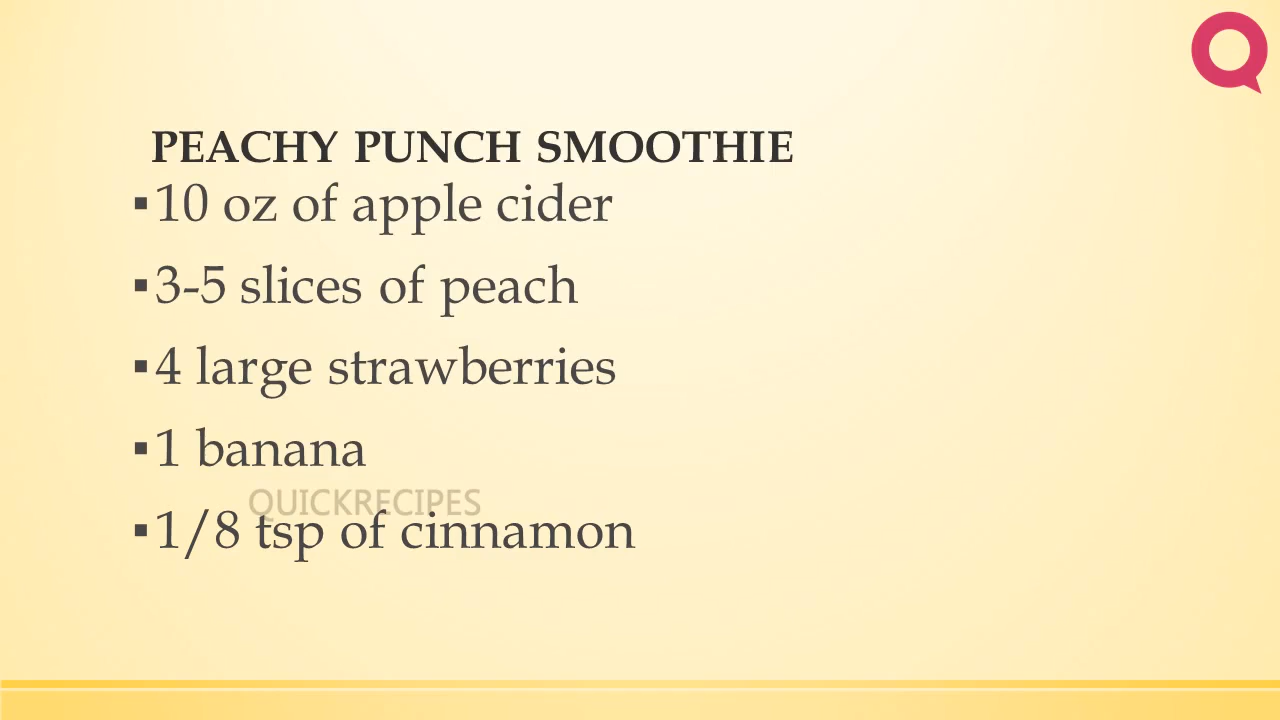 PEACHY PUNCH SMOOTHIE
▪10 oz of apple cider
▪3-5 slices of peach
▪4 large strawberries
▪1 banana
QUICKRECIPES
▪1/8 tsp of cinnamon